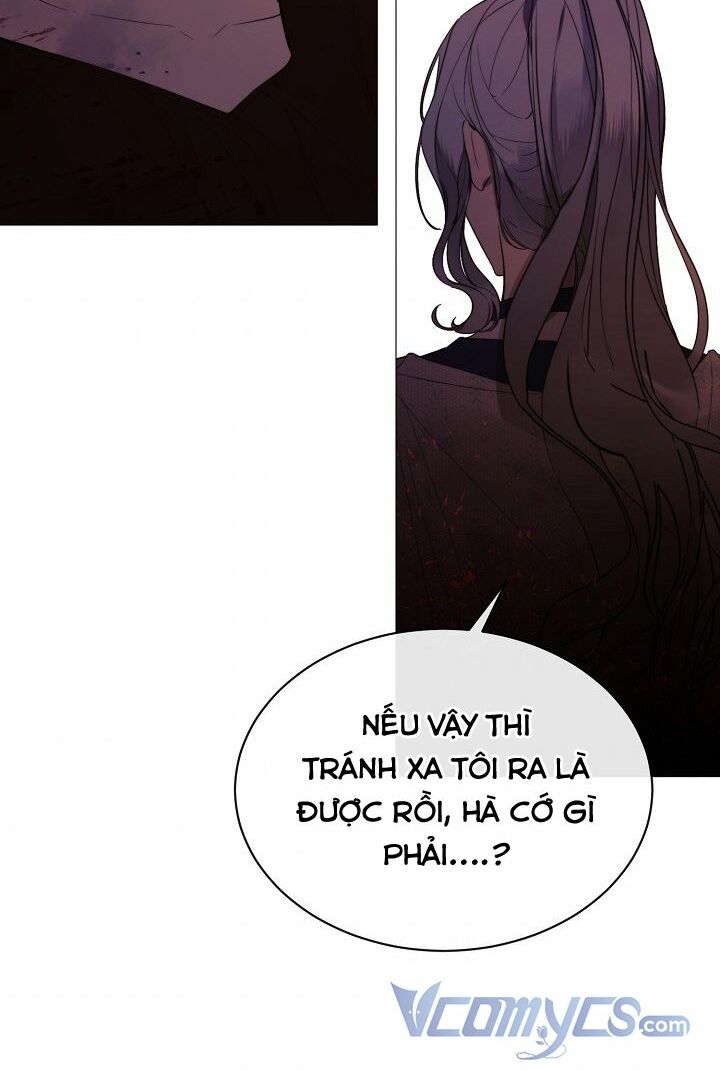 NẾU VẬY THÌ
TRÁNH XA TÔI RA LÀ
ĐƯỢC RỒI, HÀ CỚ GÌ
PHẢI....?
VCOMYCS.com